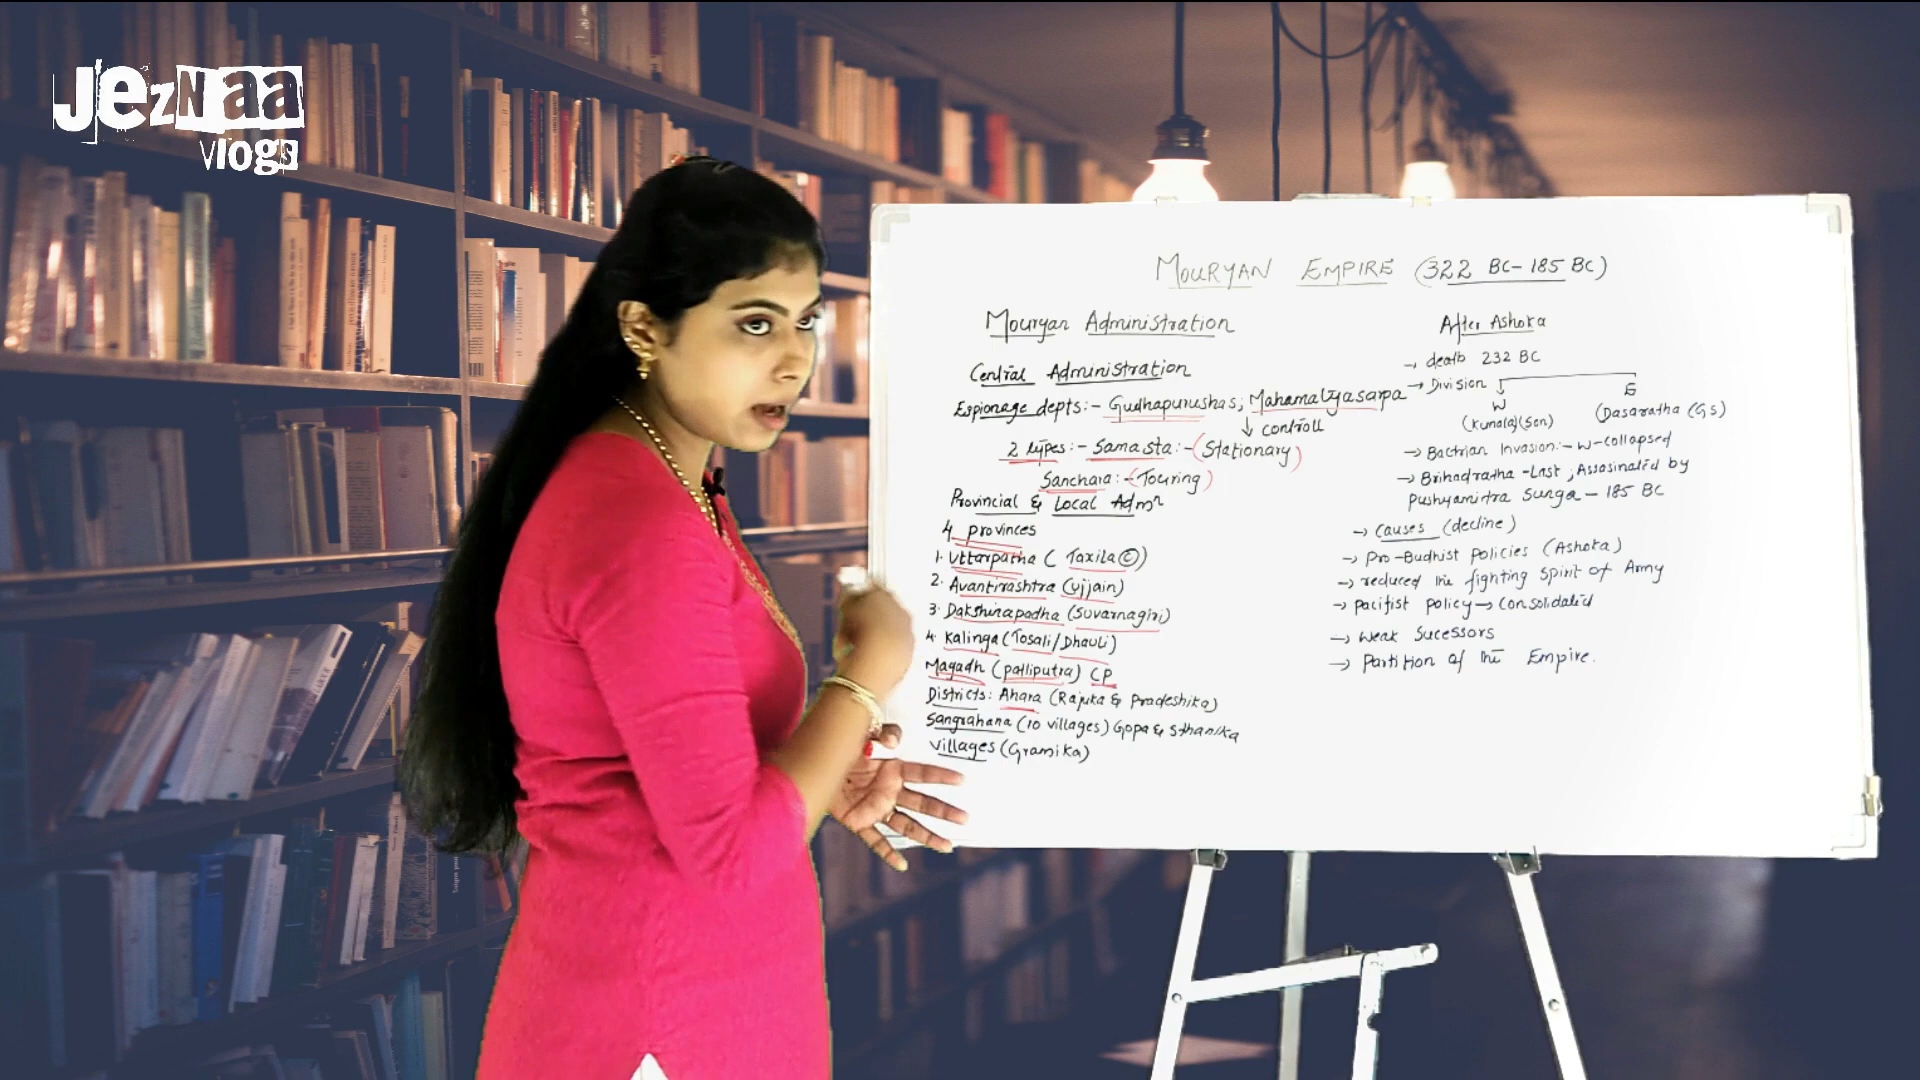 JEZNAA
Vlogs
MOURYAN EMPIRE (322 BC-185 BC)
Mouryan Administration
Central Administration
Espionage depts:- Gudhapurushas; Mahamatyasarpa
↓ controll
2 types:- Samasta:-(Stationary)
Sanchara:-(Touring)
Provincial & Local Admn
4 provinces
1. Uttarpatha (Taxila©)
2. Avantirashtra (Ujjain)
3. Dakshinapadha (Suvarnagiri)
4. Kalinga (Tosali/Dhauli)
Magadh (patliputra) CP
Districts: Ahara (Rajuka & Pradeshika)
Sangrahana (10 villages) Gopa & Sthanika
villages (Gramika)
After Ashoka
→ death 232 BC
→ Division
W E
(Kunala)(Son) (Dasaratha (GS)
→ Bactrian Invasion:- W-collapsed
→ Brihadratha -Last ; Assasinated by
Pushyamitra Sunga - 185 BC
→ Causes (decline)
→ Pro-Budhist policies (Ashoka)
→ reduced the fighting spirit of Army
→ pacifist policy → Consolidated
→ Weak Sucessors
→ Partition of the Empire.